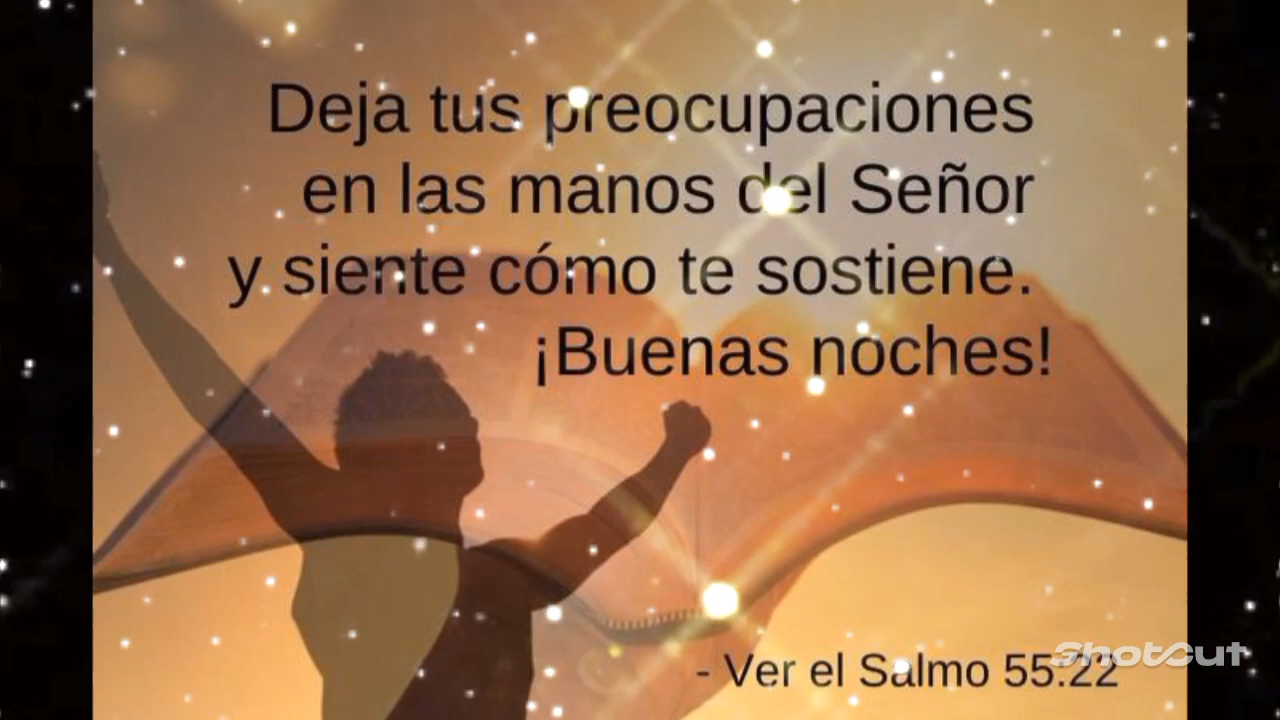 Deja tus preocupaciones
en las manos del Señor
y siente cómo te sostiene.
¡Buenas noches!
- Ver el Salmo 55:22
ShotCut